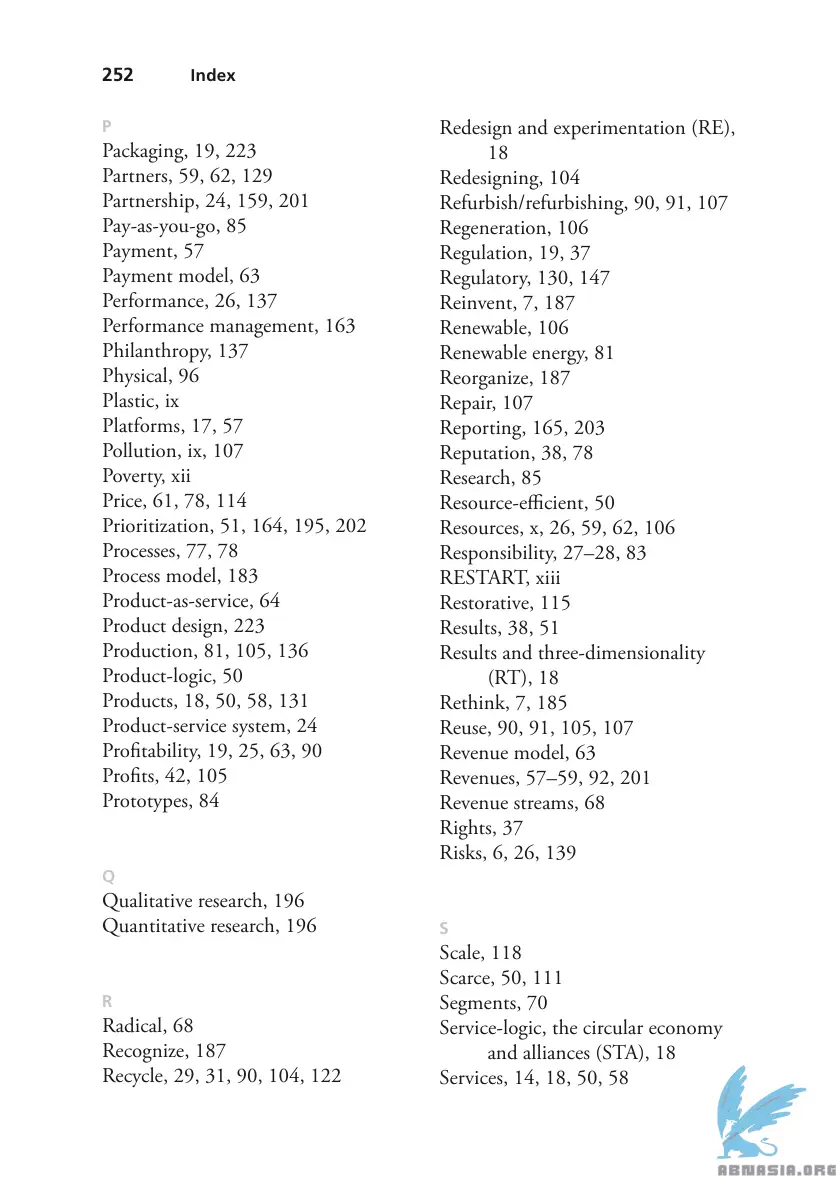 252 Index
P
Packaging, 19, 223
Partners, 59, 62, 129
Partnership, 24, 159, 201
Pay-as-you-go, 85
Payment, 57
Payment model, 63
Performance, 26, 137
Performance management, 163
Philanthropy, 137
Physical, 96
Plastic, ix
Platforms, 17, 57
Pollution, ix, 107
Poverty, xii
Price, 61, 78, 114
Prioritization, 51, 164, 195, 202
Processes, 77, 78
Process model, 183
Product-as-service, 64
Product design, 223
Production, 81, 105, 136
Product-logic, 50
Products, 18, 50, 58, 131
Product-service system, 24
Profitability, 19, 25, 63, 90
Profits, 42, 105
Prototypes, 84
Q
Qualitative research, 196
Quantitative research, 196
R
Radical, 68
Recognize, 187
Recycle, 29, 31, 90, 104, 122
Redesign and experimentation (RE),
18
Redesigning, 104
Refurbish/refurbishing, 90, 91, 107
Regeneration, 106
Regulation, 19, 37
Regulatory, 130, 147
Reinvent, 7, 187
Renewable, 106
Renewable energy, 81
Reorganize, 187
Repair, 107
Reporting, 165, 203
Reputation, 38, 78
Research, 85
Resource-efficient, 50
Resources, x, 26, 59, 62, 106
Responsibility, 27–28, 83
RESTART, xiii
Restorative, 115
Results, 38, 51
Results and three-dimensionality
(RT), 18
Rethink, 7, 185
Reuse, 90, 91, 105, 107
Revenue model, 63
Revenues, 57–59, 92, 201
Revenue streams, 68
Rights, 37
Risks, 6, 26, 139
S
Scale, 118
Scarce, 50, 111
Segments, 70
Service-logic, the circular economy
and alliances (STA), 18
Services, 14, 18, 50, 58
ABNASIA.ORG